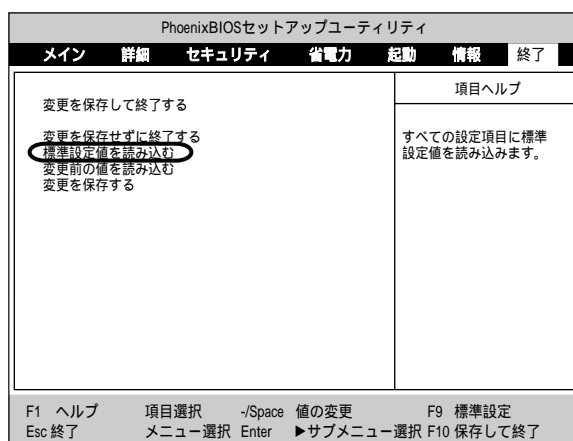 PhoenixBIOSセットアップユーティリティ
メイン 詳細 セキュリティ 省電力 起動 情報 終了
項目ヘルプ
変更を保存して終了する
変更を保存せずに終了する
標準設定値を読み込む
変更前の値を読み込む
変更を保存する
すべての設定項目に標準
設定値を読み込みます。
F1 ヘルプ 項目選択 -/Space 値の変更 F9 標準設定
Esc 終了 メニュー選択 Enter ▶サブメニュー選択 F10 保存して終了